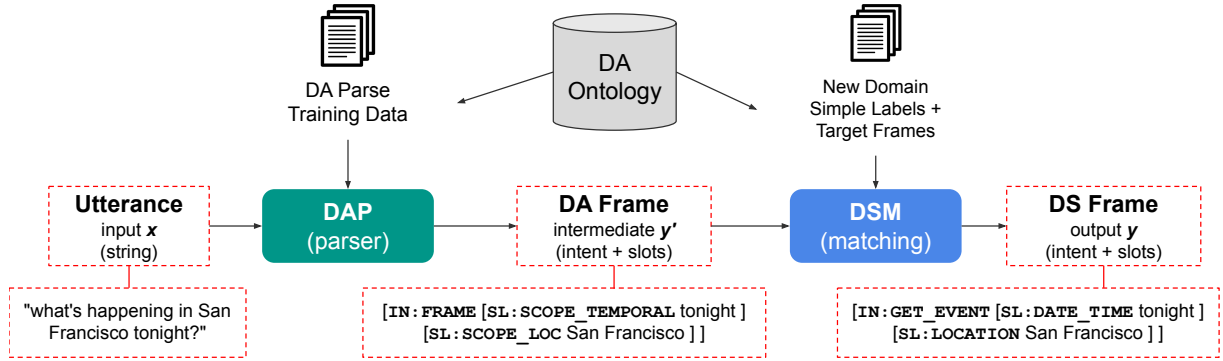 DA Parse
Training Data
DA
Ontology
New Domain
Simple Labels +
Target Frames
Utterance
input x
(string)
DAP
(parser)
DA Frame
intermediate y'
(intent + slots)
DSM
(matching)
DS Frame
output y
(intent + slots)
"what's happening in San
Francisco tonight?"
[IN:FRAME [SL:SCOPE_TEMPORAL tonight ]
[SL:SCOPE_LOC San Francisco ] ]
[IN:GET_EVENT [SL:DATE_TIME tonight ]
[SL:LOCATION San Francisco ] ]